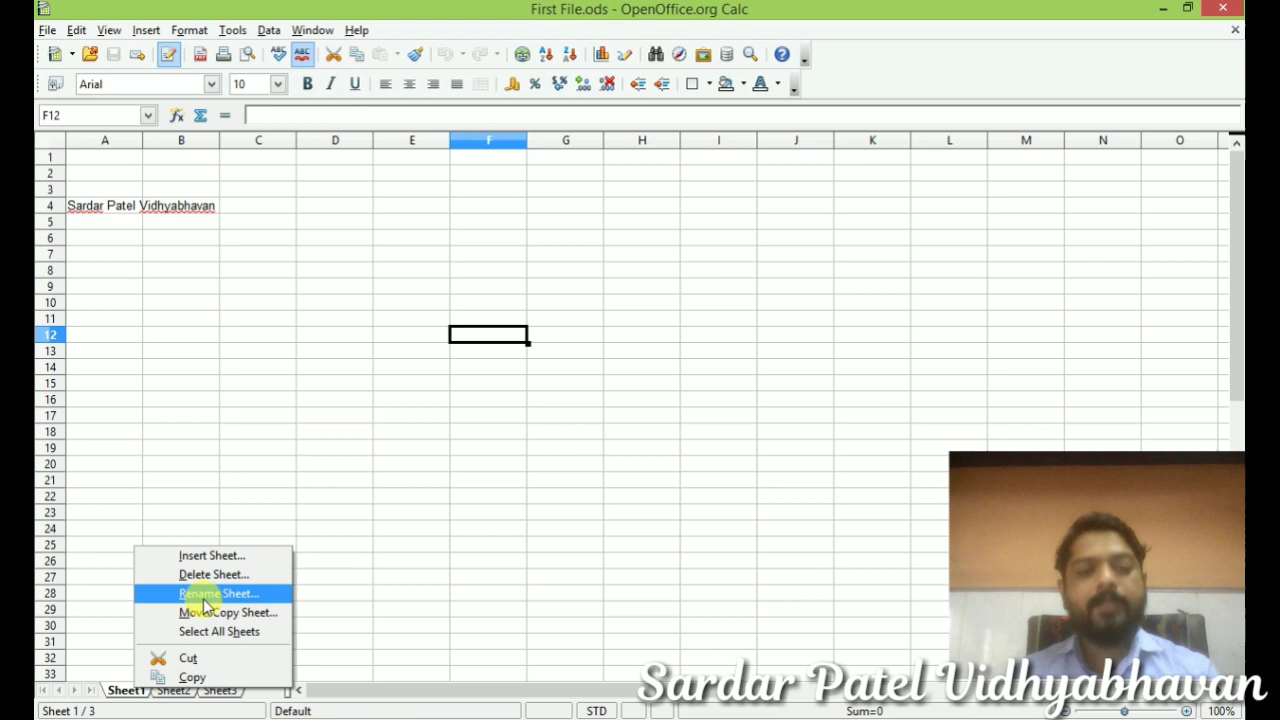 First File.ods - OpenOffice.org Calc
File Edit View Insert Format Tools Data Window Help
Arial 10
F12
A B C D E F G H I J K L M N O
1
2
3
4 Sardar Patel Vidhyabhavan
5
6
7
8
9
10
11
12
13
14
15
16
17
18
19
20
21
22
23
24
25
26
27
28
29
30
31
32
33
Insert Sheet...
Delete Sheet...
Rename Sheet...
Move/Copy Sheet...
Select All Sheets
Cut
Copy
Sheet1 Sheet2 Sheet3
Sardar Patel Vidhyabhavan
Sheet 1 / 3 Default STD Sum=0 100%